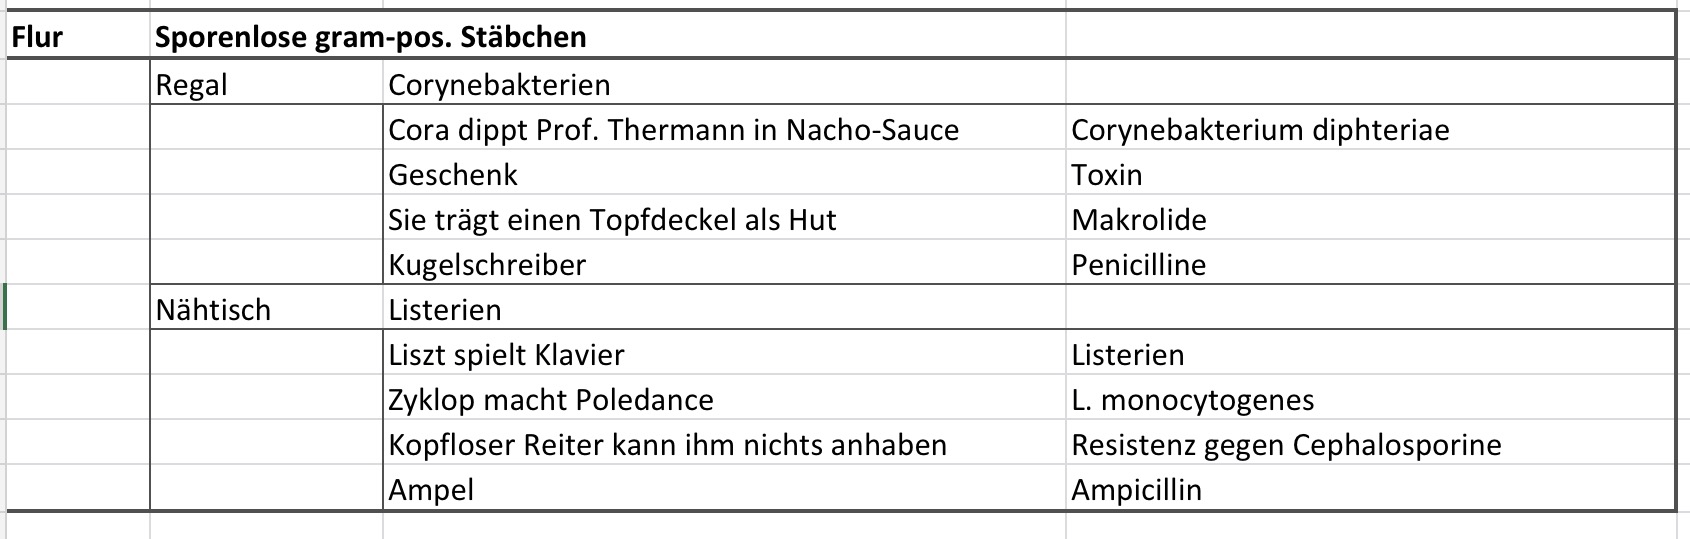 Flur Sporenlose gram-pos. Stäbchen
Regal Corynebakterien
Cora dippt Prof. Thermann in Nacho-Sauce Corynebakterium diphteriae
Geschenk Toxin
Sie trägt einen Topfdeckel als Hut Makrolide
Kugelschreiber Penicilline
Nähtisch Listerien
Liszt spielt Klavier Listerien
Zyklop macht Poledance L. monocytogenes
Kopfloser Reiter kann ihm nichts anhaben Resistenz gegen Cephalosporine
Ampel Ampicillin